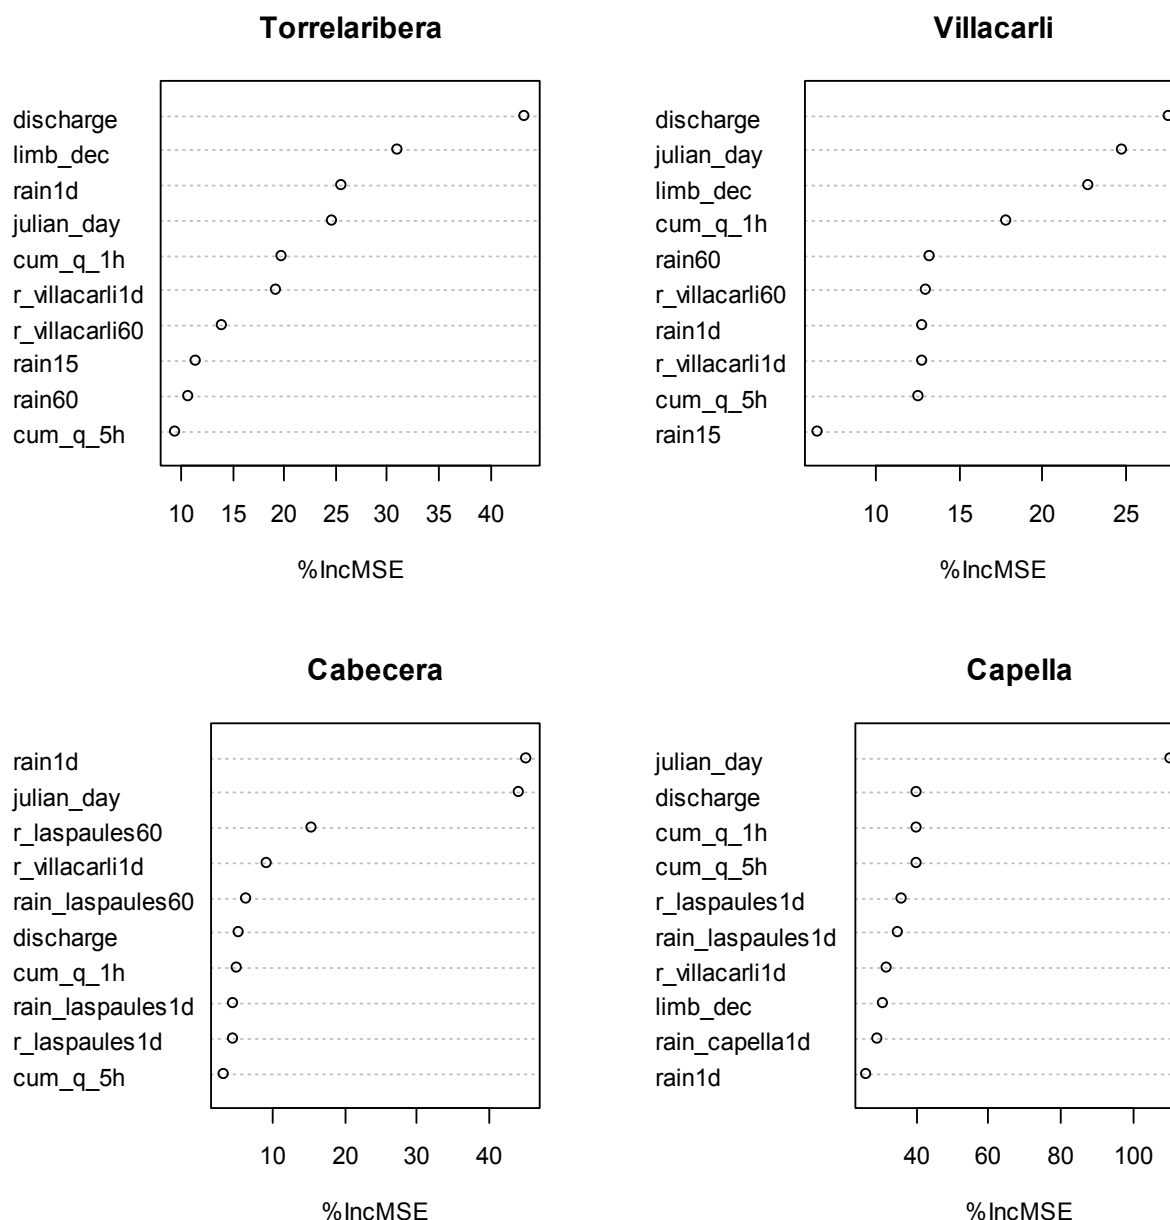 Torrelaribera
discharge
limb_dec
rain1d
julian_day
cum_q_1h
r_villacarli1d
r_villacarli60
rain15
rain60
cum_q_5h
10 15 20 25 30 35 40
%IncMSE
Villacarli
discharge
julian_day
limb_dec
cum_q_1h
rain60
r_villacarli60
rain1d
r_villacarli1d
cum_q_5h
rain15
10 15 20 25
%IncMSE
Cabecera
rain1d
julian_day
r_laspaules60
r_villacarli1d
rain_laspaules60
discharge
cum_q_1h
rain_laspaules1d
r_laspaules1d
cum_q_5h
10 20 30 40
%IncMSE
Capella
julian_day
discharge
cum_q_1h
cum_q_5h
r_laspaules1d
rain_laspaules1d
r_villacarli1d
limb_dec
rain_capella1d
rain1d
40 60 80 100
%IncMSE